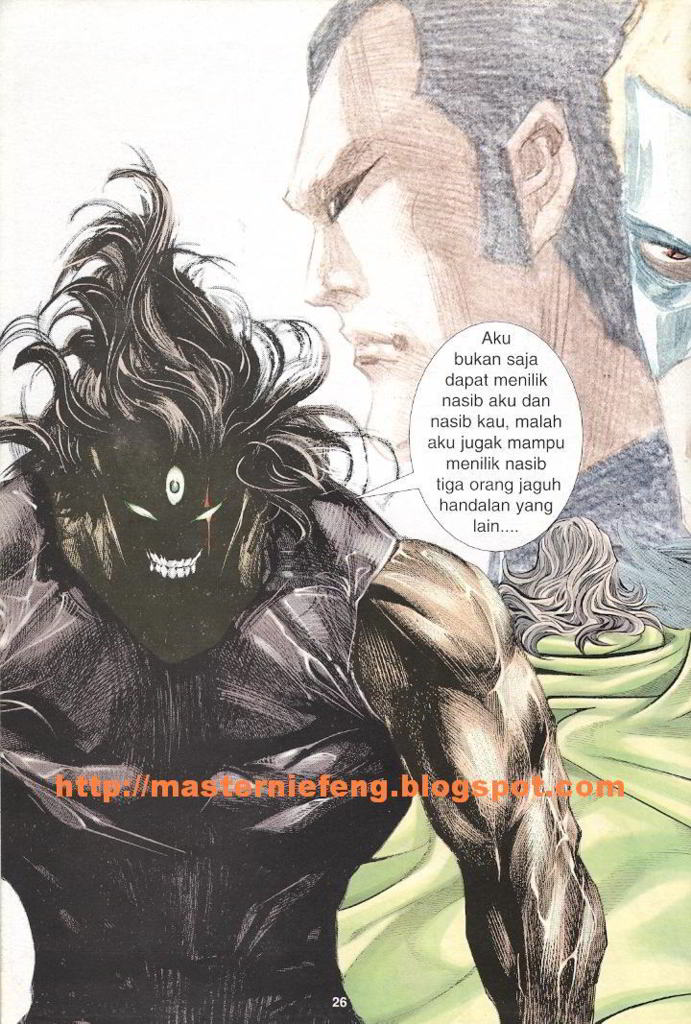 Aku
bukan saja
dapat menilik
nasib aku dan
nasib kau, malah
aku jugak mampu
menilik nasib
tiga orang jaguh
handalan yang
lain....
http://masterniefeng.blogspot.com
26